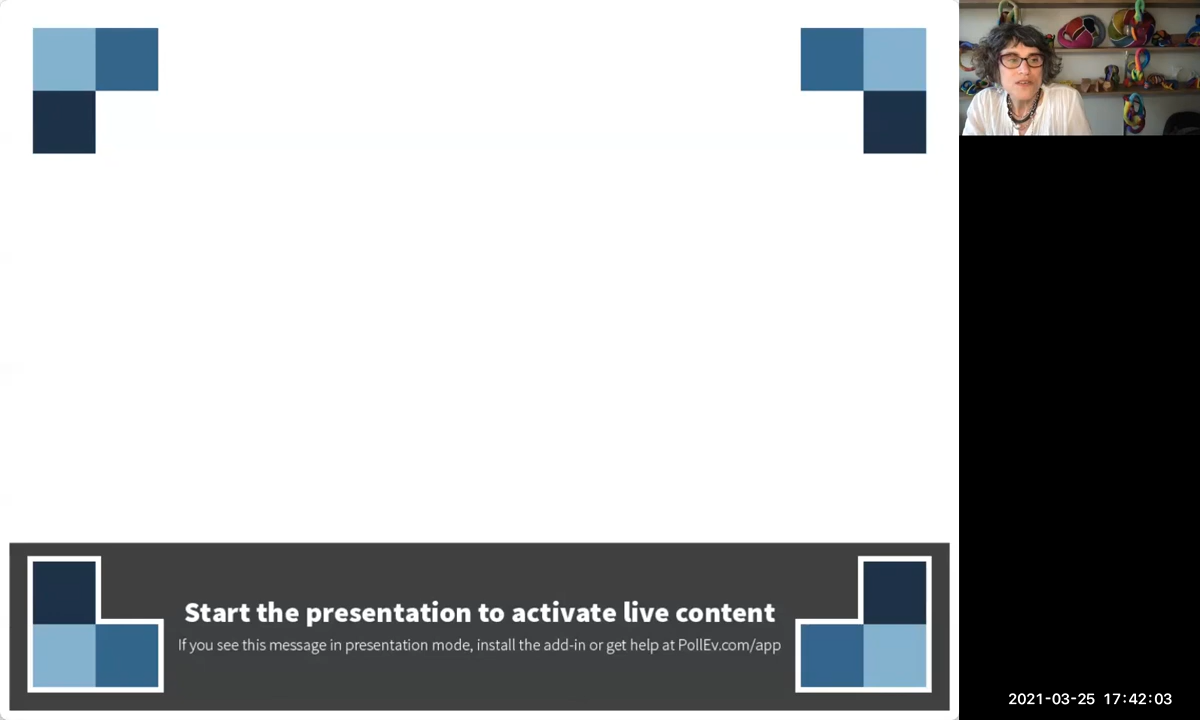 Start the presentation to activate live content
If you see this message in presentation mode, install the add-in or get help at PollEv.com/app
2021-03-25 17:42:03